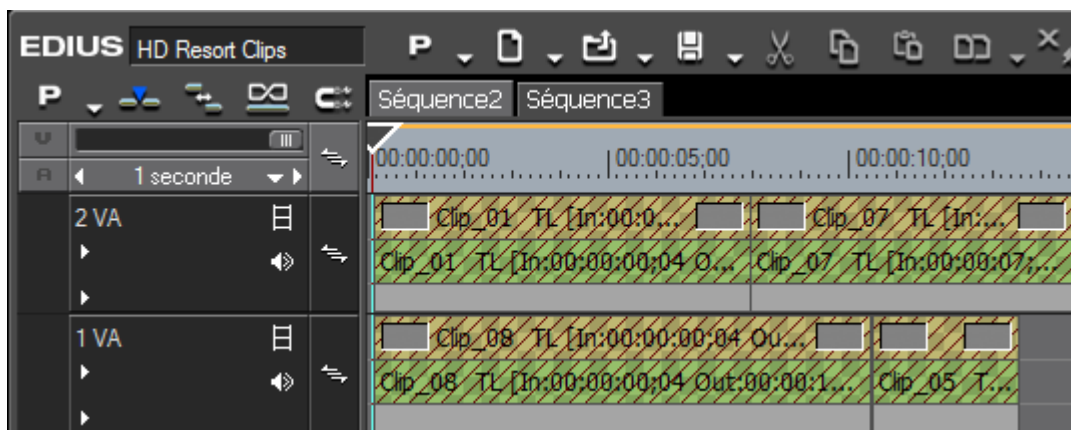 EDIUS HD Resort Clips P
P Séquence2 Séquence3
U
00:00:00;00 00:00:05;00 00:00:10;00
A 1 seconde
2 VA Clip_01 TL [In:00:0... Clip_07 TL [In:...
Clip_01 TL [In:00:00:00;04 O... Clip_07 TL [In:00:00:07;...
1 VA Clip_08 TL [In:00:00:00;04 Ou...
Clip_08 TL [In:00:00:00;04 Out:00:00:1... Clip_05 T...